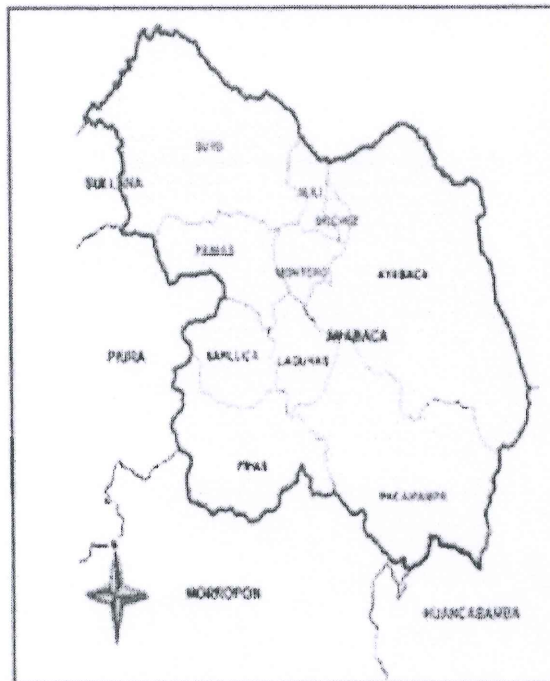 SUYO
SULLANA
JILILI
SICCHEZ
PAIMAS
MONTERO
AYABACA
AYABACA
PIURA
SAPILLICA
LAGUNAS
FRIAS
PACAIPAMPA
MORROPON
HUANCABAMBA